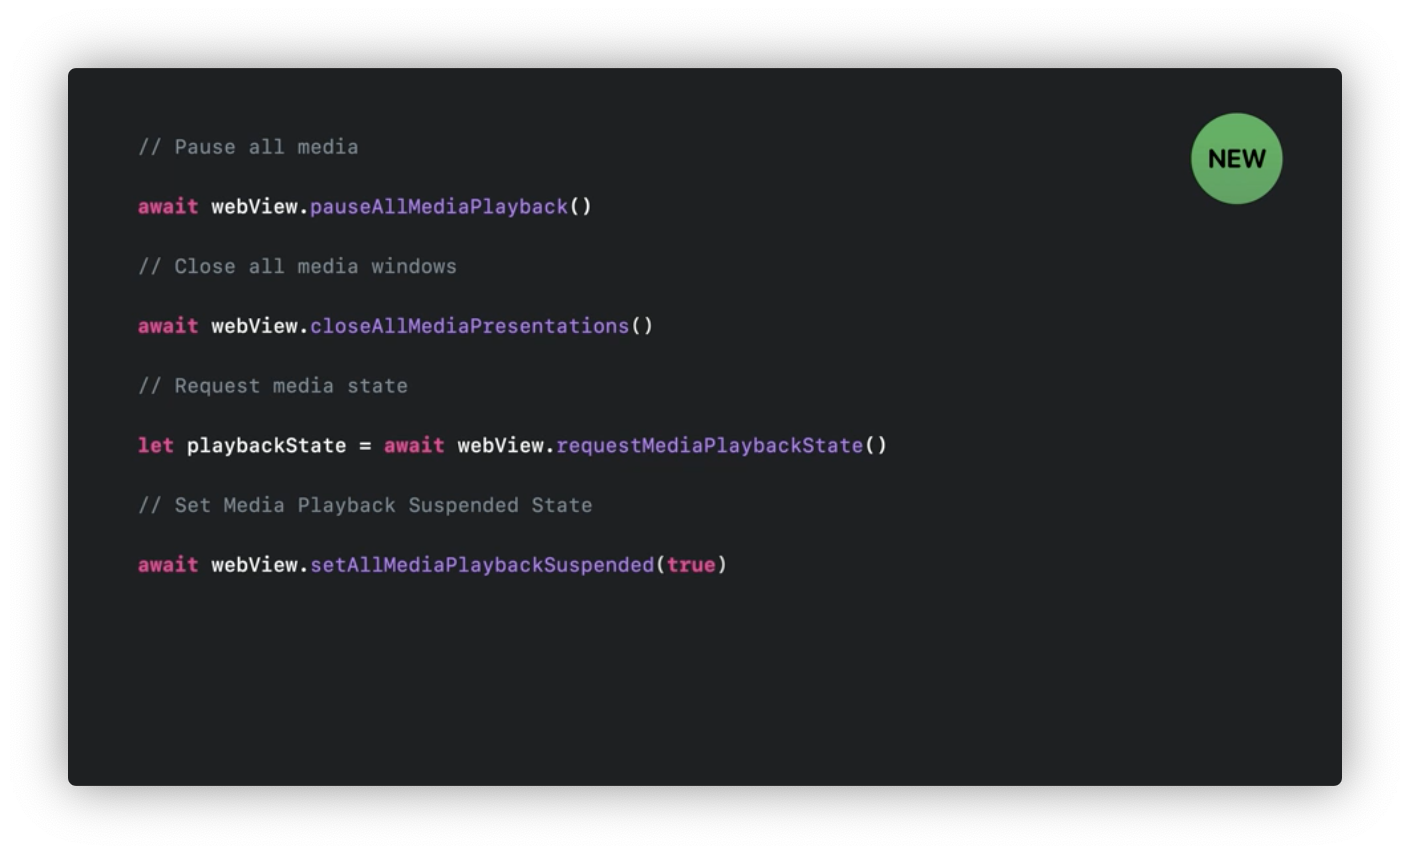 // Pause all media
NEW
await webView.pauseAllMediaPlayback()
// Close all media windows
await webView.closeAllMediaPresentations()
// Request media state
let playbackState = await webView.requestMediaPlaybackState()
// Set Media Playback Suspended State
await webView.setAllMediaPlaybackSuspended(true)